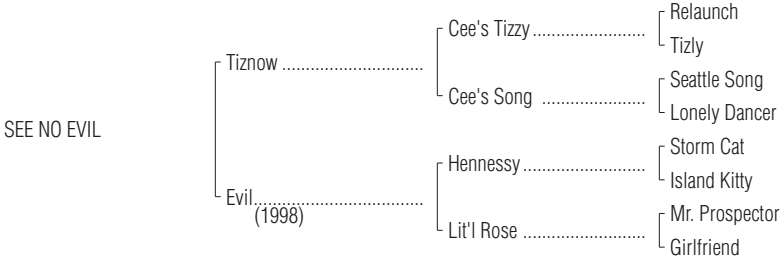 Relaunch
Cee's Tizzy ............................
Tizly
Tiznow ...................................
Seattle Song
Cee's Song ..........................
Lonely Dancer
SEE NO EVIL
Storm Cat
Hennessy ..............................
Island Kitty
Evil..........................................
(1998)
Mr. Prospector
Lit'l Rose ..............................
Girlfriend